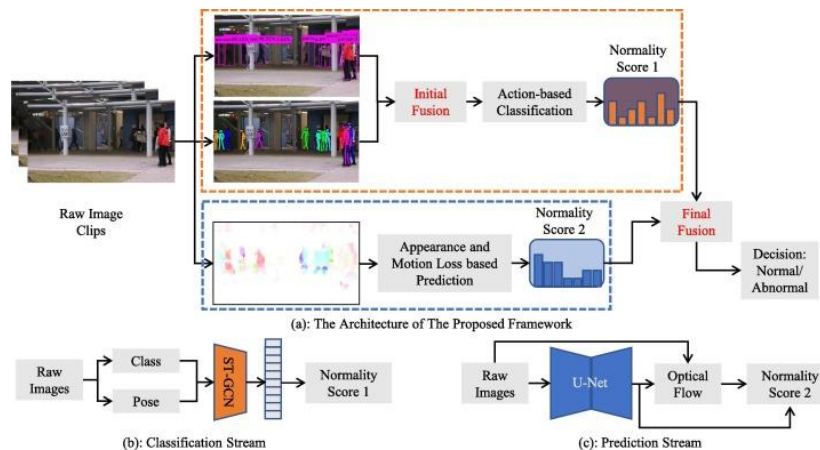 Raw Image
Clips
Initial
Fusion
Action-based
Classification
Normality
Score 1
Appearance and
Motion Loss based
Prediction
Normality
Score 2
Final
Fusion
Decision:
Normal/
Abnormal
(a): The Architecture of The Proposed Framework
Raw
Images
Class
Pose
ST-GCN
Normality
Score 1
(b): Classification Stream
Raw
Images
U-Net
Optical
Flow
Normality
Score 2
(c): Prediction Stream